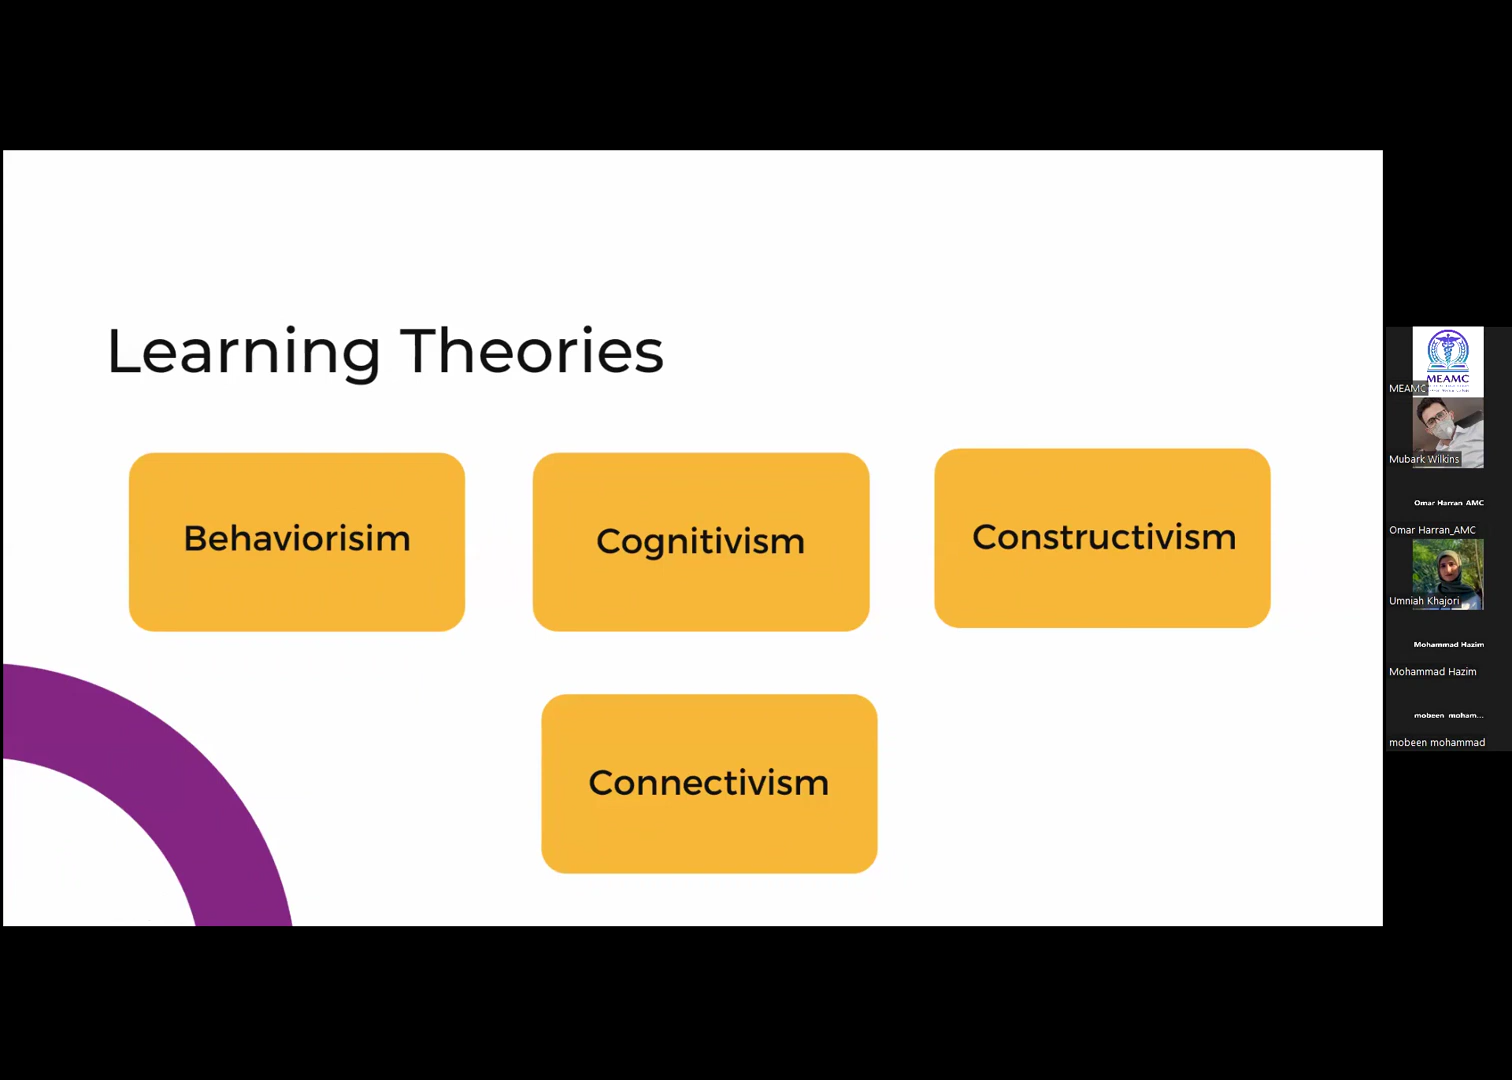 Learning Theories
Behaviorisim
Cognitivism
Constructivism
Connectivism
MEAMC
MEAMC
Mubark Wilkins
Omar Harran AMC
Omar Harran_AMC
Umniah Khajori
Mohammad Hazim
Mohammad Hazim
mobeen moham...
mobeen mohammad